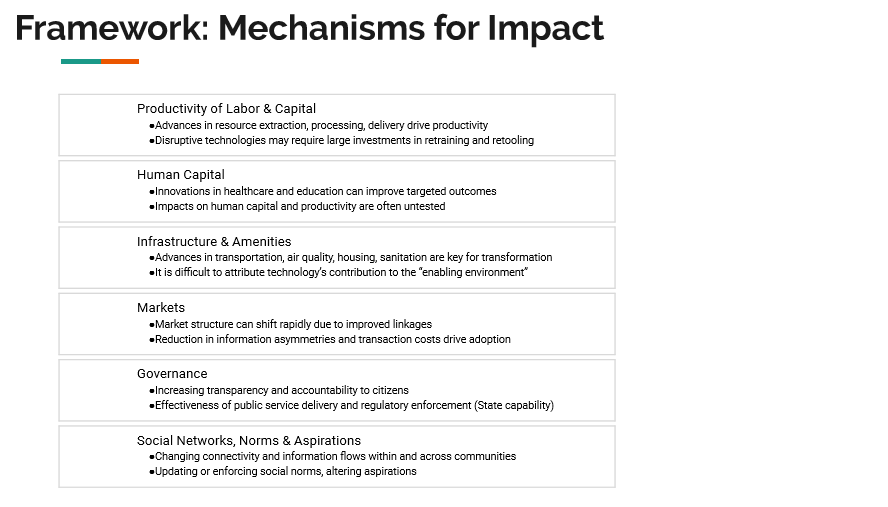 Framework: Mechanisms for Impact
Productivity of Labor & Capital
●Advances in resource extraction, processing, delivery drive productivity
●Disruptive technologies may require large investments in retraining and retooling
Human Capital
●Innovations in healthcare and education can improve targeted outcomes
●Impacts on human capital and productivity are often untested
Infrastructure & Amenities
●Advances in transportation, air quality, housing, sanitation are key for transformation
●It is difficult to attribute technology’s contribution to the “enabling environment”
Markets
●Market structure can shift rapidly due to improved linkages
●Reduction in information asymmetries and transaction costs drive adoption
Governance
●Increasing transparency and accountability to citizens
●Effectiveness of public service delivery and regulatory enforcement (State capability)
Social Networks, Norms & Aspirations
●Changing connectivity and information flows within and across communities
●Updating or enforcing social norms, altering aspirations